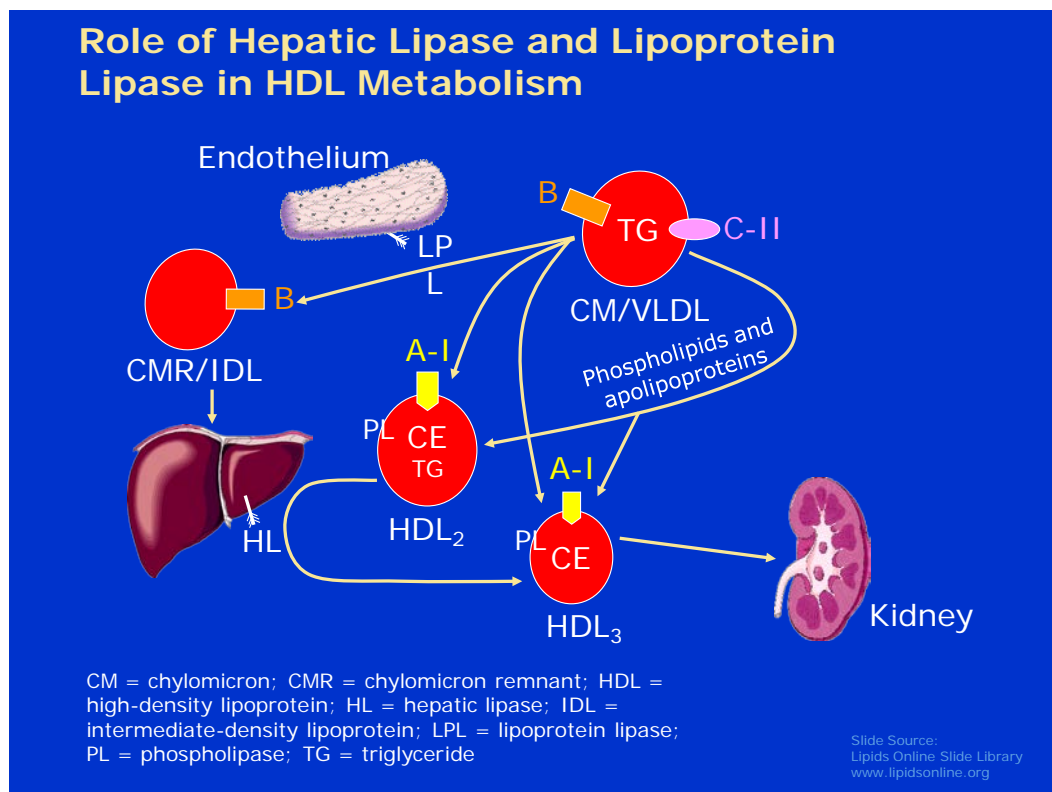 Role of Hepatic Lipase and Lipoprotein
Lipase in HDL Metabolism
Endothelium
LP
L
B
TG
C-II
CM/VLDL
B
CMR/IDL
Phospholipids and
apolipoproteins
A-I
PL
CE
TG
HDL2
HL
A-I
PL
CE
HDL3
Kidney
CM = chylomicron; CMR = chylomicron remnant; HDL =
high-density lipoprotein; HL = hepatic lipase; IDL =
intermediate-density lipoprotein; LPL = lipoprotein lipase;
PL = phospholipase; TG = triglyceride
Slide Source:
Lipids Online Slide Library
www.lipidsonline.org